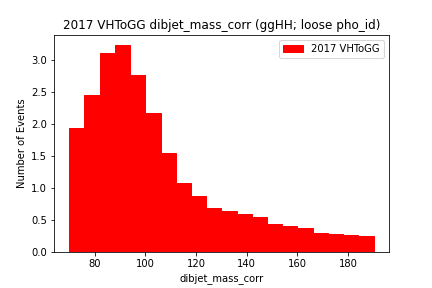 2017 VHToGG dibjet_mass_corr (ggHH; loose pho_id)
2017 VHToGG
Number of Events
3.0
2.5
2.0
1.5
1.0
0.5
0.0
80 100 120 140 160 180
dibjet_mass_corr